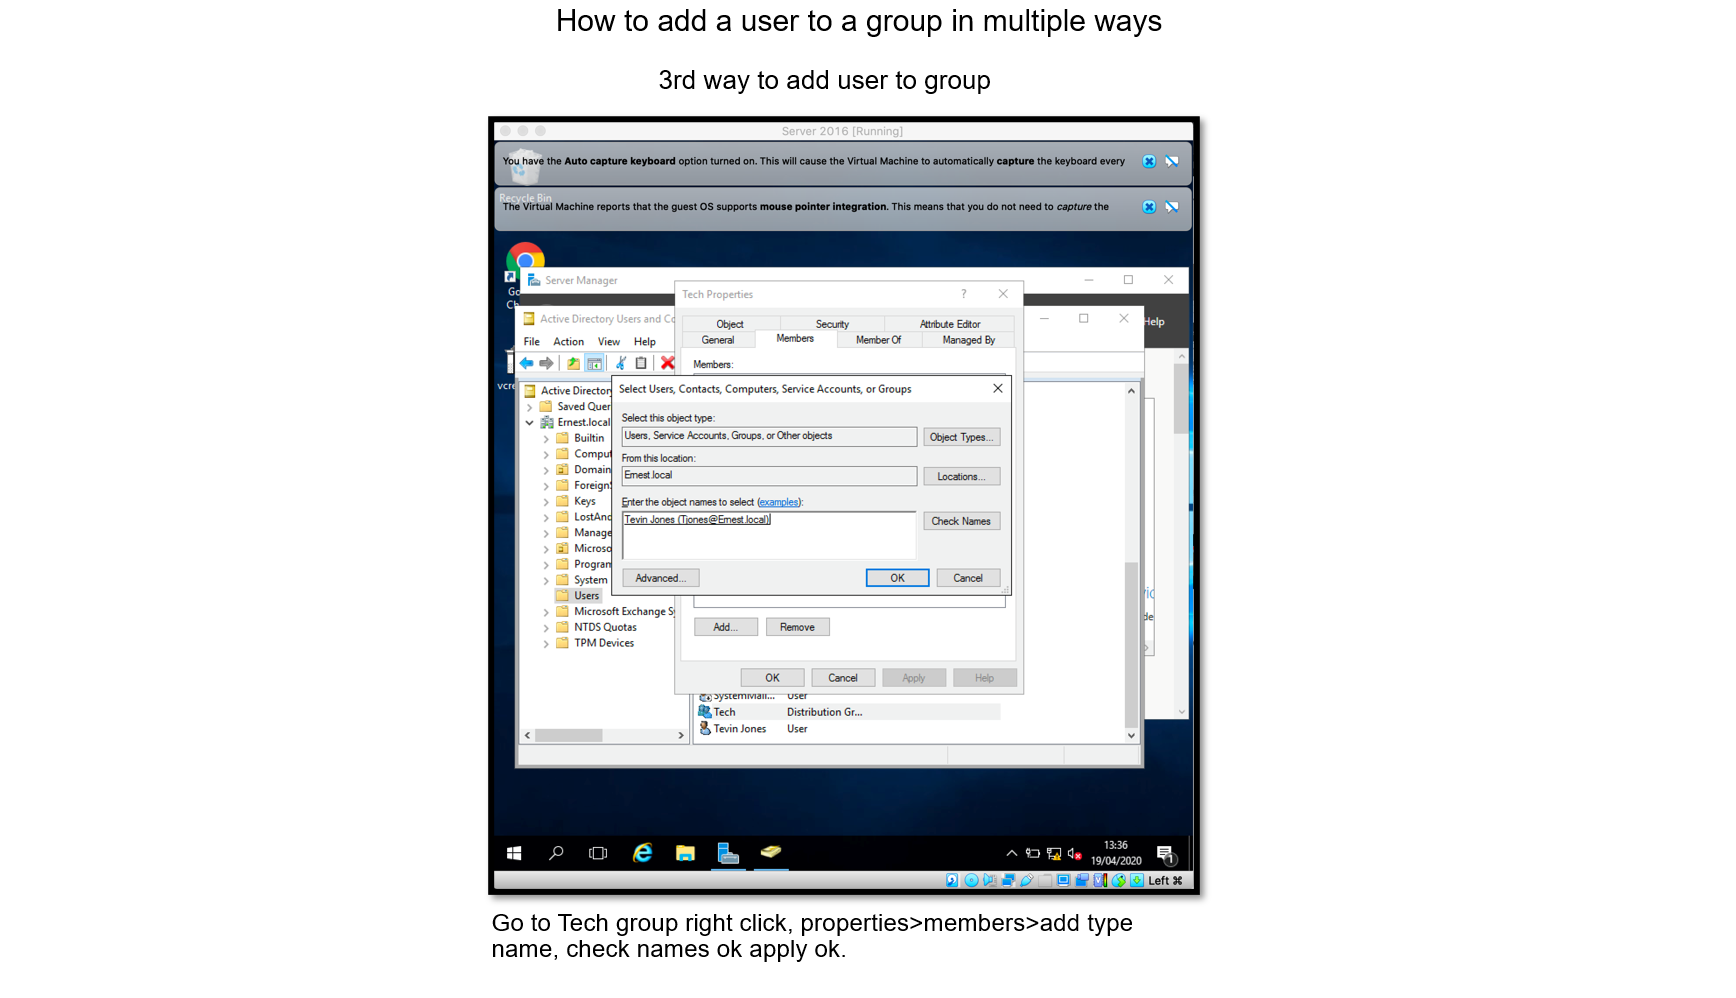 How to add a user to a group in multiple ways
3rd way to add user to group
Server 2016 [Running]
You have the Auto capture keyboard option turned on. This will cause the Virtual Machine to automatically capture the keyboard every
Recycle Bin
The Virtual Machine reports that the guest OS supports mouse pointer integration. This means that you do not need to capture the
Go
Ch
Server Manager
Tech Properties
?
Active Directory Users and Co
Help
Object Security Attribute Editor
File Action View Help
General Members Member Of Managed By
Members:
vcre
Active Directory
Select Users, Contacts, Computers, Service Accounts, or Groups
Saved Quer
Ernest.local
Builtin
Comput
Domain
ForeignS
Keys
LostAnd
Manage
Microso
Program
System
Users
Microsoft Exchange Sy
NTDS Quotas
TPM Devices
Select this object type:
Users, Service Accounts, Groups, or Other objects
Object Types...
From this location:
Ernest.local
Locations...
Enter the object names to select (examples):
Tevin Jones (Tjones@Ernest.local)
Check Names
Advanced...
OK Cancel
Add... Remove
OK Cancel Apply Help
SystemMail... User
Tech Distribution Gr...
Tevin Jones User
13:36
19/04/2020
1
Left ⌘
Go to Tech group right click, properties>members>add type
name, check names ok apply ok.